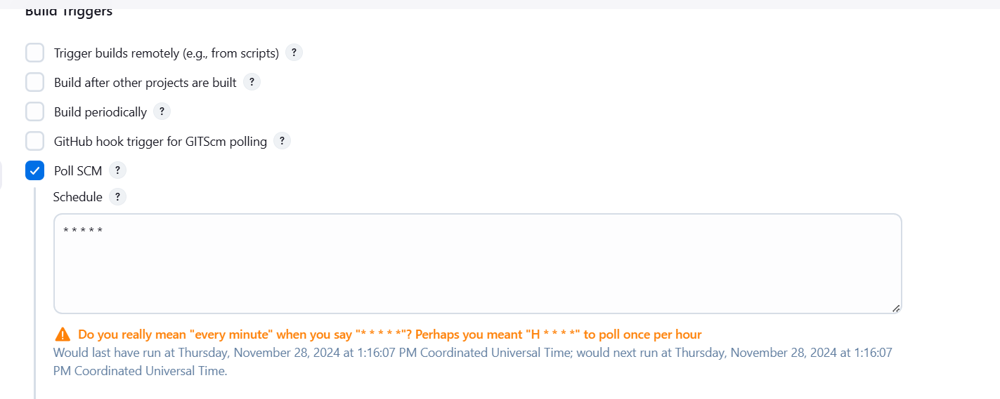 Build Triggers
Trigger builds remotely (e.g., from scripts) ?
Build after other projects are built ?
Build periodically ?
GitHub hook trigger for GITScm polling ?
Poll SCM ?
Schedule ?
* * * * *
Do you really mean "every minute" when you say "* * * * *"? Perhaps you meant "H * * * *" to poll once per hour
Would last have run at Thursday, November 28, 2024 at 1:16:07 PM Coordinated Universal Time; would next run at Thursday, November 28, 2024 at 1:16:07
PM Coordinated Universal Time.